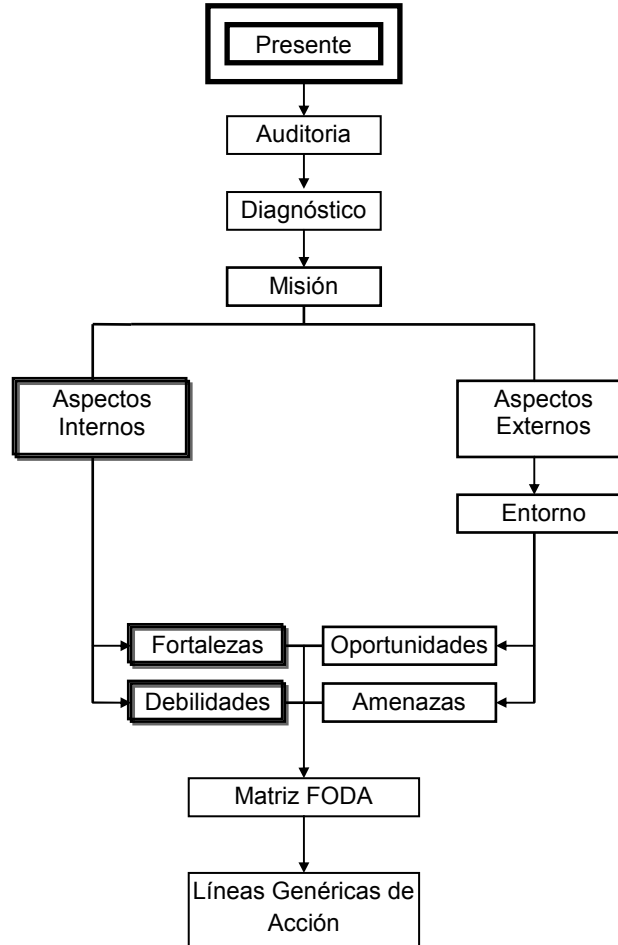 Presente
Auditoria
Diagnóstico
Misión
Aspectos
Internos
Aspectos
Externos
Entorno
Fortalezas
Oportunidades
Debilidades
Amenazas
Matriz FODA
Líneas Genéricas de
Acción